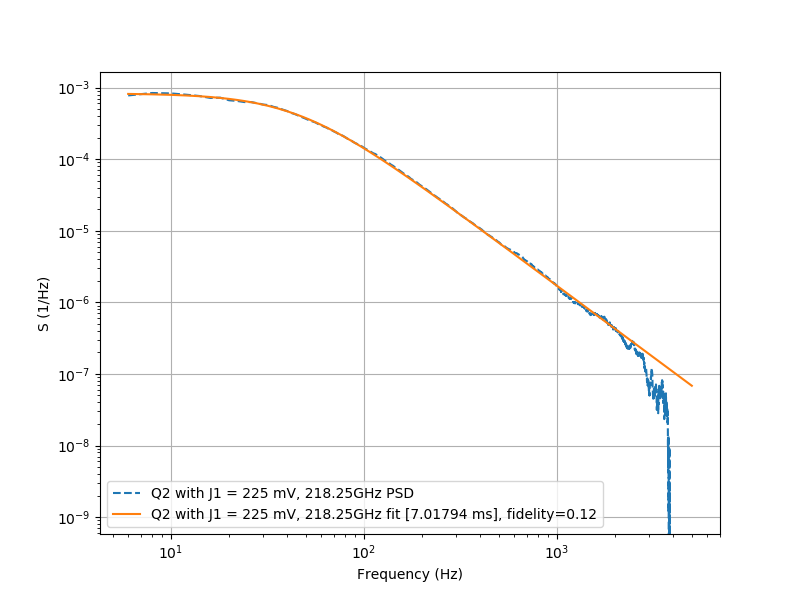 10⁻³
10⁻⁴
10⁻⁵
10⁻⁶
10⁻⁷
10⁻⁸
10⁻⁹
S (1/Hz)
Q2 with J1 = 225 mV, 218.25GHz PSD
Q2 with J1 = 225 mV, 218.25GHz fit [7.01794 ms], fidelity=0.12
10¹ 10² 10³
Frequency (Hz)